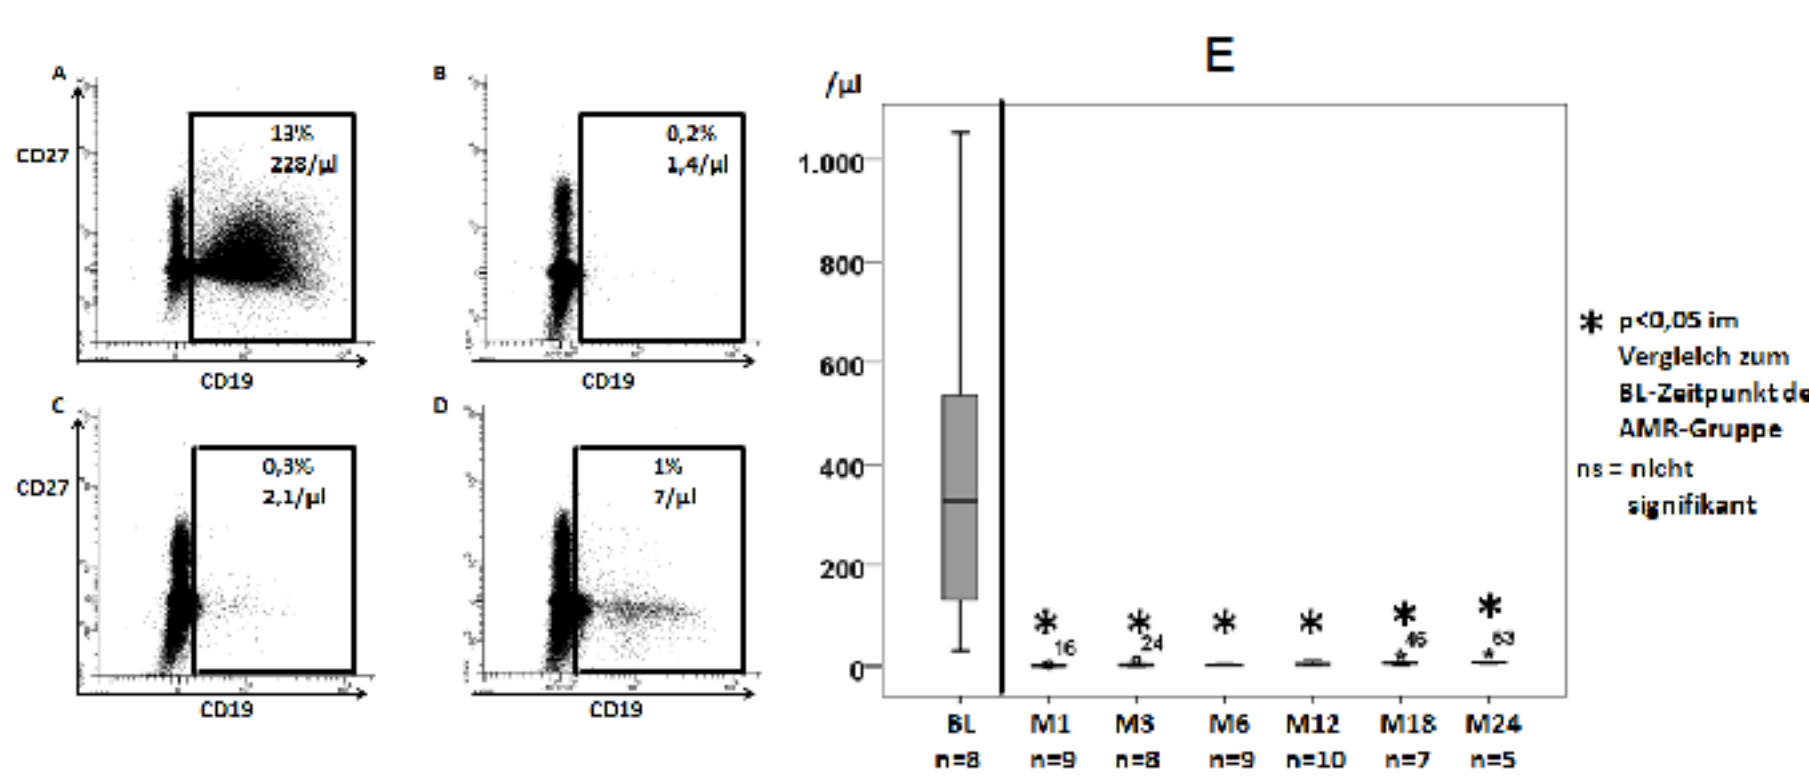 A
CD27
13%
228/µl
CD19
B
0,2%
1,4/µl
CD19
C
CD27
0,3%
2,1/µl
CD19
D
1%
7/µl
CD19
E
/µl
1.000
800
600
400
200
0
16
24
46
63
BL M1 M3 M6 M12 M18 M24
n=8 n=9 n=8 n=9 n=10 n=7 n=5
* p<0,05 im
Vergleich zum
BL-Zeitpunkt de
AMR-Gruppe
ns = nicht
signifikant